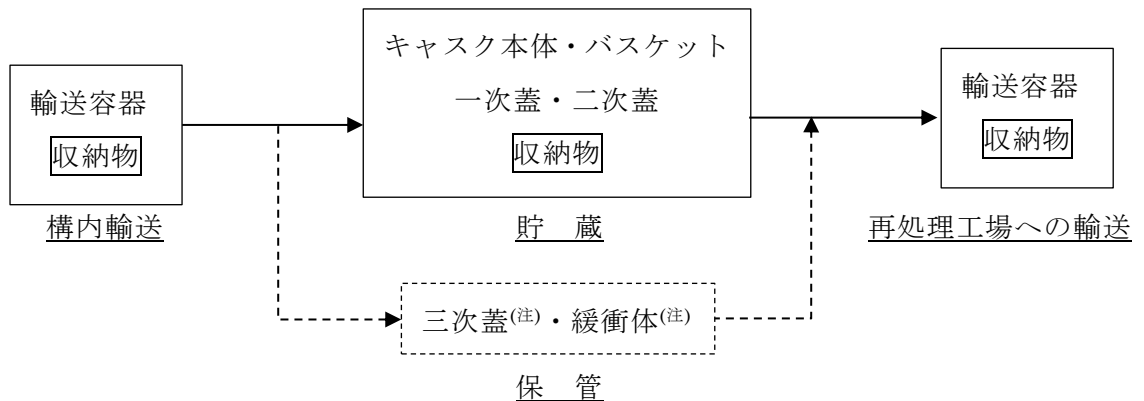 輸送容器
収納物
構内輸送
キャスク本体・バスケット
一次蓋・二次蓋
収納物
貯 蔵
輸送容器
収納物
再処理工場への輸送
三次蓋(注)・緩衝体(注)
保 管